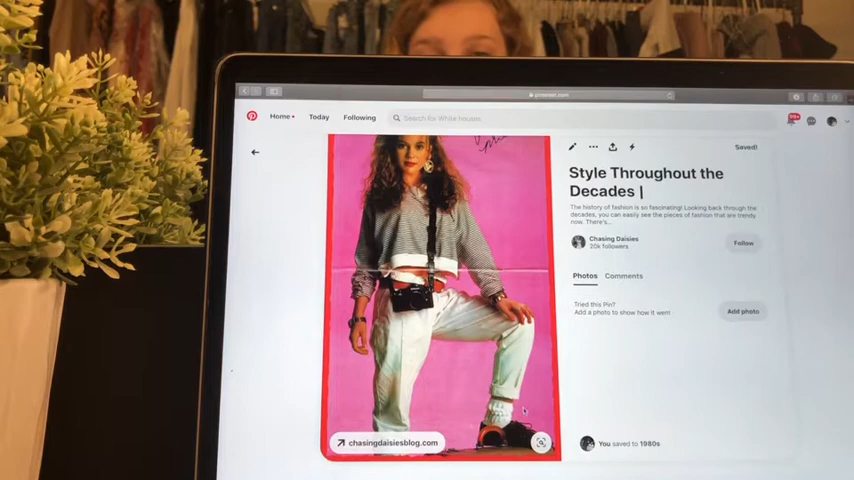 pinterest.com
Home
Today
Following
Search for White houses
99+
Saved!
Style Throughout the
Decades |
The history of fashion is so fascinating! Looking back through the
decades, you can easily see the pieces of fashion that are trendy
now. There's...
Chasing Daisies
20k followers
Follow
Photos
Comments
Tried this Pin?
Add a photo to show how it went
Add photo
chasingdaisiesblog.com
You saved to 1980s